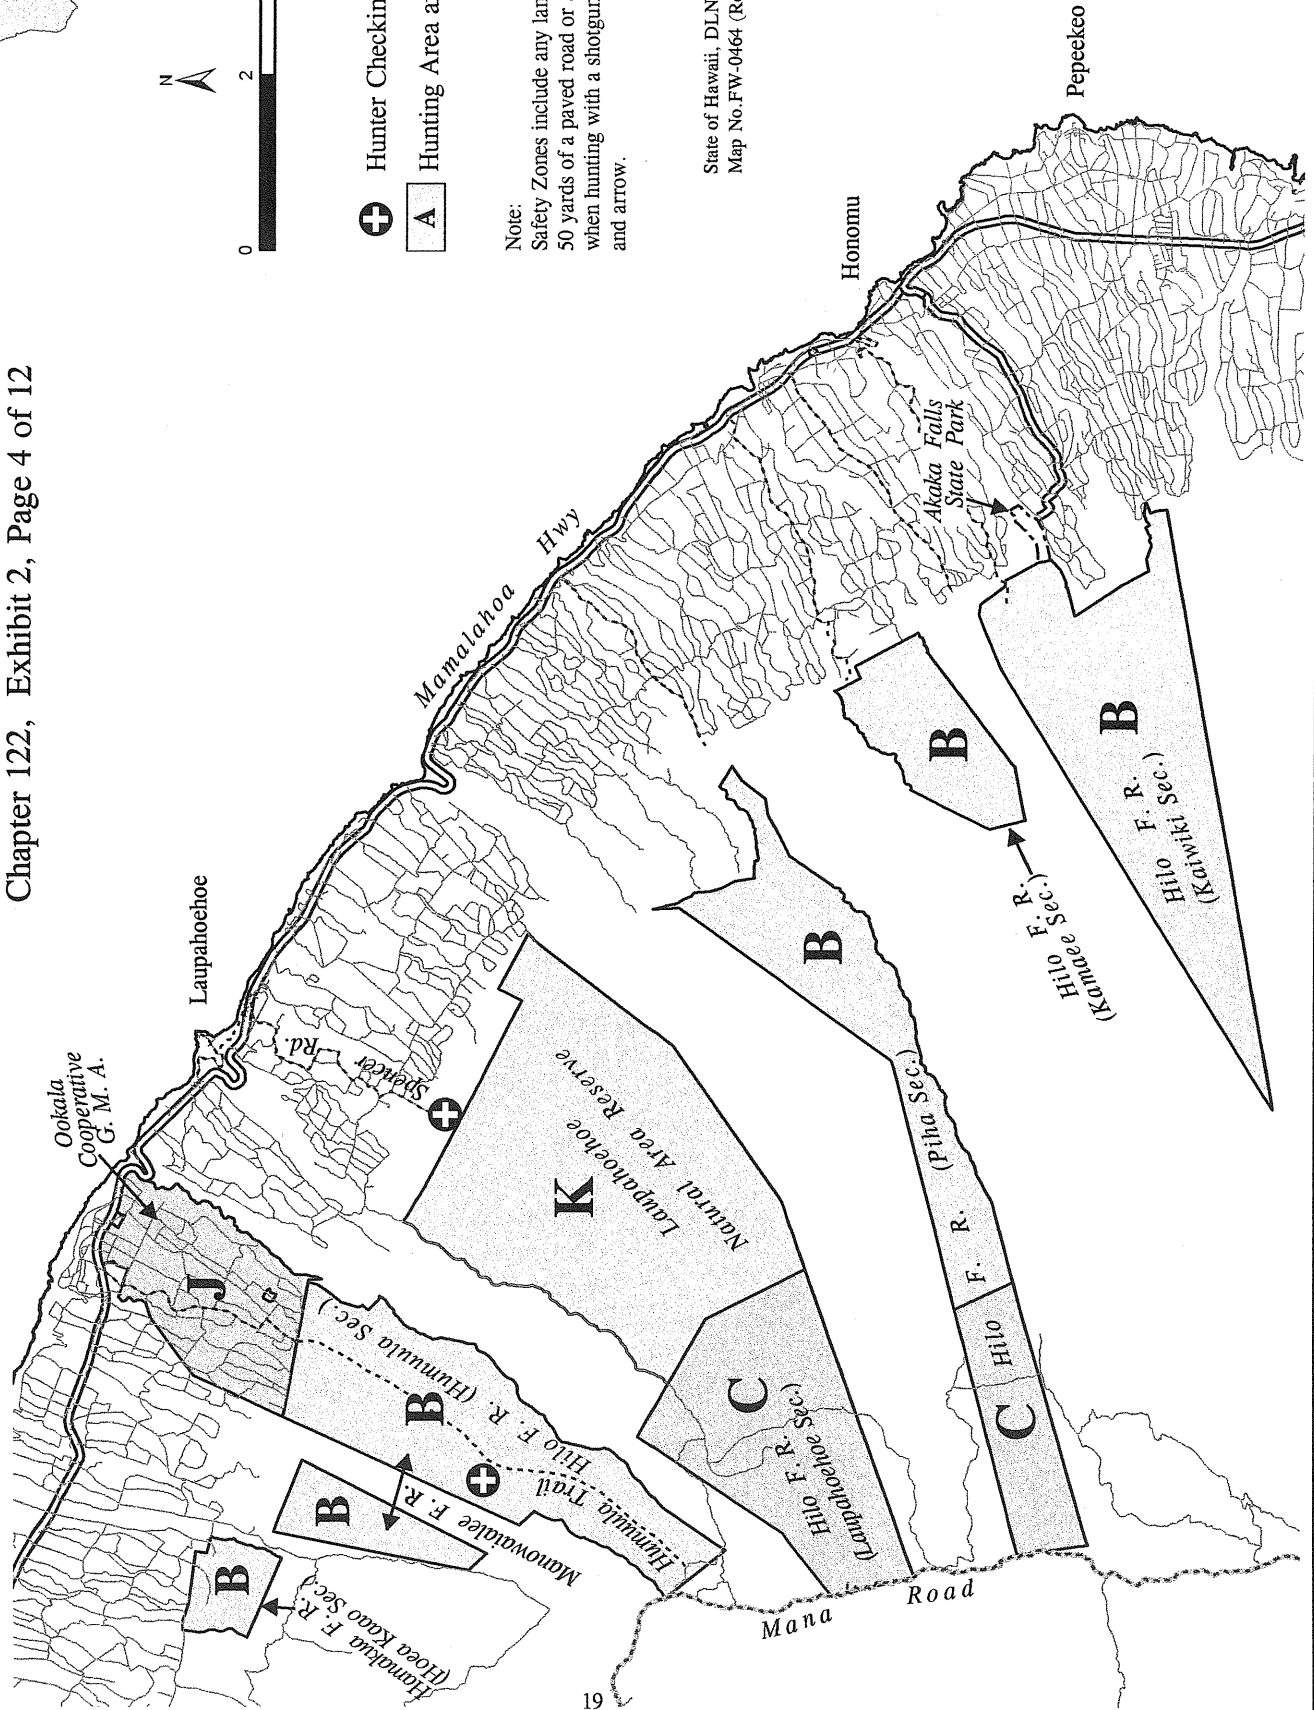 Chapter 122, Exhibit 2, Page 4 of 12
N
0
2
Hunter Checkin
A
Hunting Area a
Note:
Safety Zones include any lan
50 yards of a paved road or
when hunting with a shotgun
and arrow.
State of Hawaii, DLN
Map No.FW-0464 (Re
Pepeekeo
Honomu
Akaka Falls
State Park
Mamalahoa Hwy
Laupahoehoe
Ookala
Cooperative
G. M. A.
Spencer Rd.
J
K
Laupahoehoe
Natural Area Reserve
B
Hilo F. R.
(Kaiwiki Sec.)
B
Hilo F. R.
(Kamaee Sec.)
B
Hilo F. R. (Piha Sec.)
C
C
Hilo F. R.
(Laupahoehoe Sec.)
B
Hilo F. R. (Humuula Sec.)
Humuula Trail
B
Manowaialee F. R.
B
Hamakua F. R.
(Hoea Kaao Sec.)
Mana Road
19